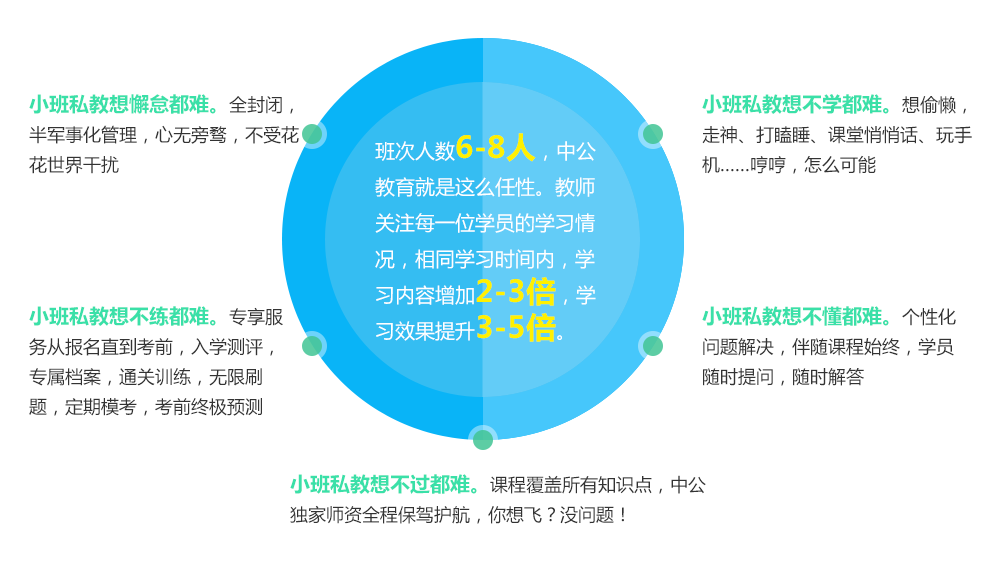 小班私教想懈怠都难。全封闭，
半军事化管理，心无旁骛，不受花
花世界干扰
小班私教想不学都难。想偷懒，
走神、打瞌睡、课堂悄悄话、玩手
机......哼哼，怎么可能
班次人数6-8人，中公
教育就是这么任性。教师
关注每一位学员的学习情
况，相同学习时间内，学
习内容增加2-3倍，学
习效果提升3-5倍。
小班私教想不练都难。专享服
务从报名直到考前，入学测评，
专属档案，通关训练，无限刷
题，定期模考，考前终极预测
小班私教想不懂都难。个性化
问题解决，伴随课程始终，学员
随时提问，随时解答
小班私教想不过都难。课程覆盖所有知识点，中公
独家师资全程保驾护航，你想飞？没问题！